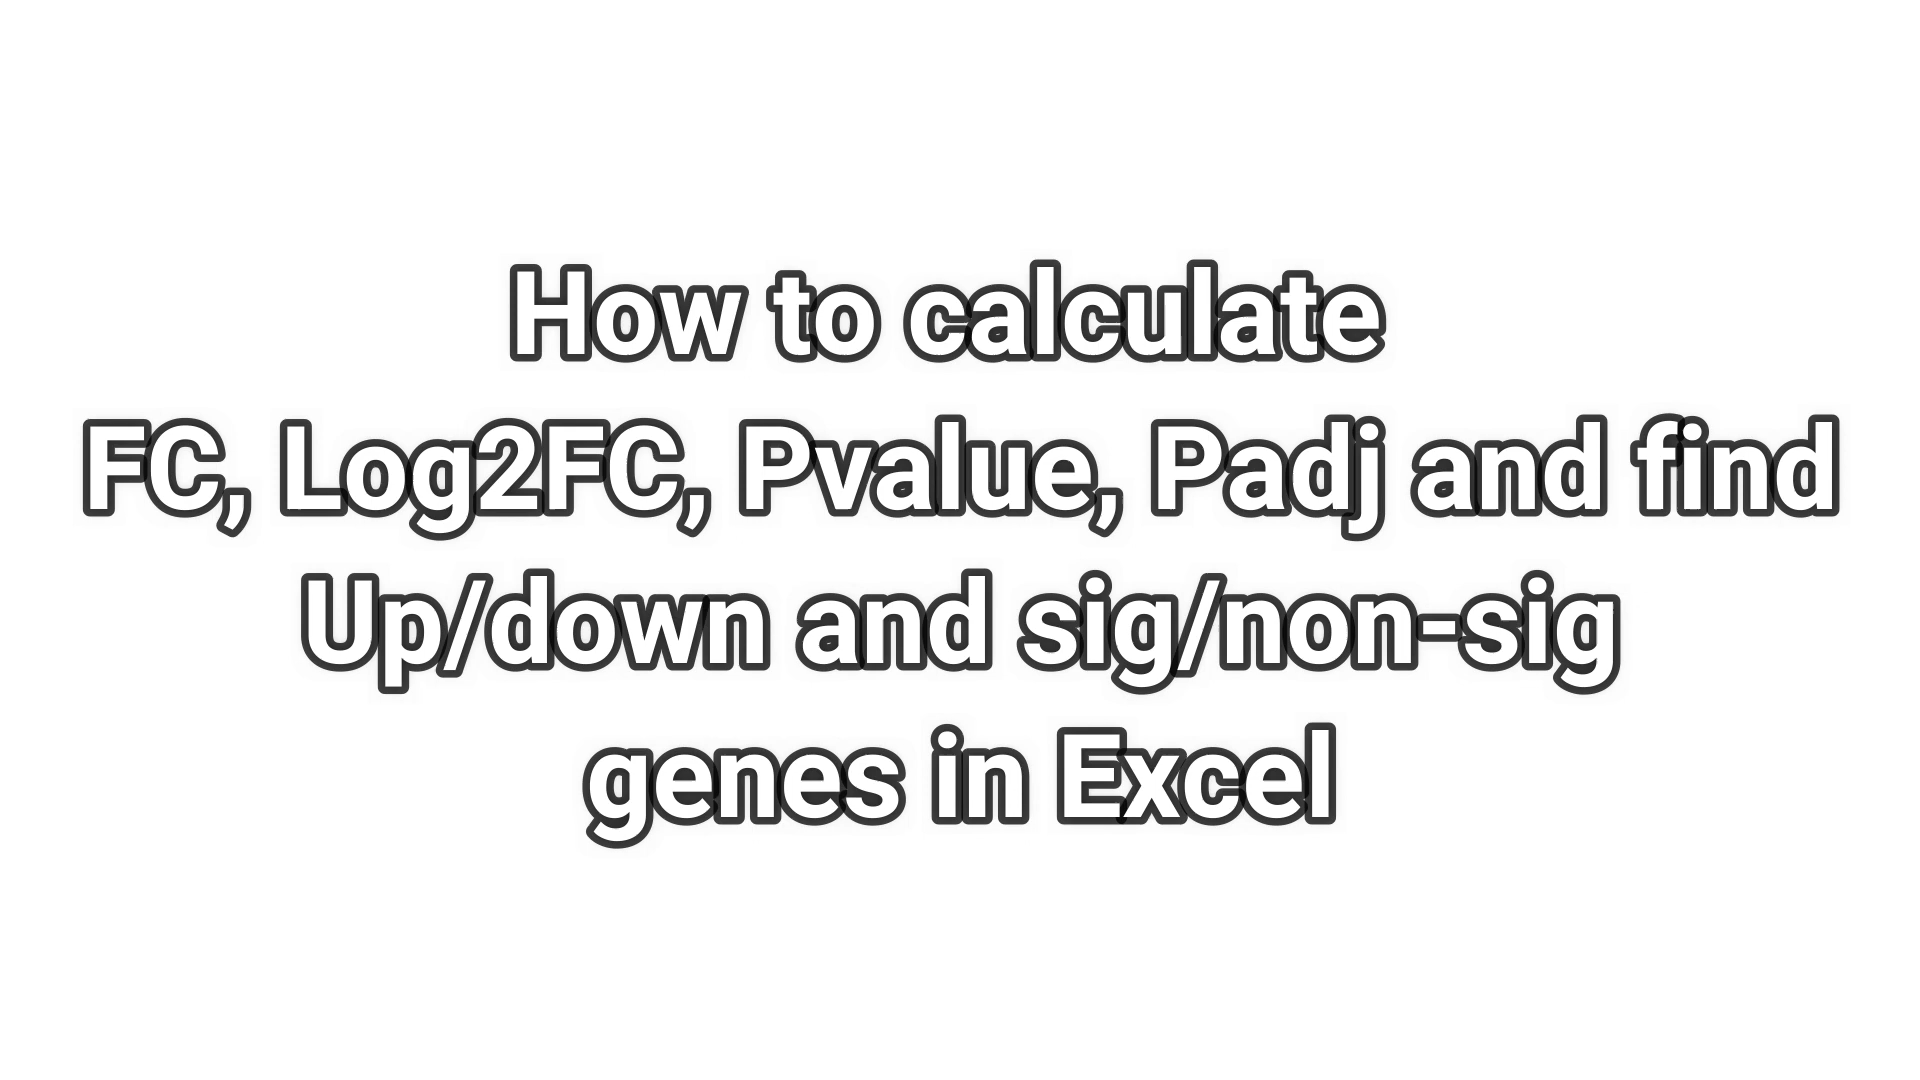 How to calculate
FC, Log2FC, Pvalue, Padj and find
Up/down and sig/non-sig
genes in Excel